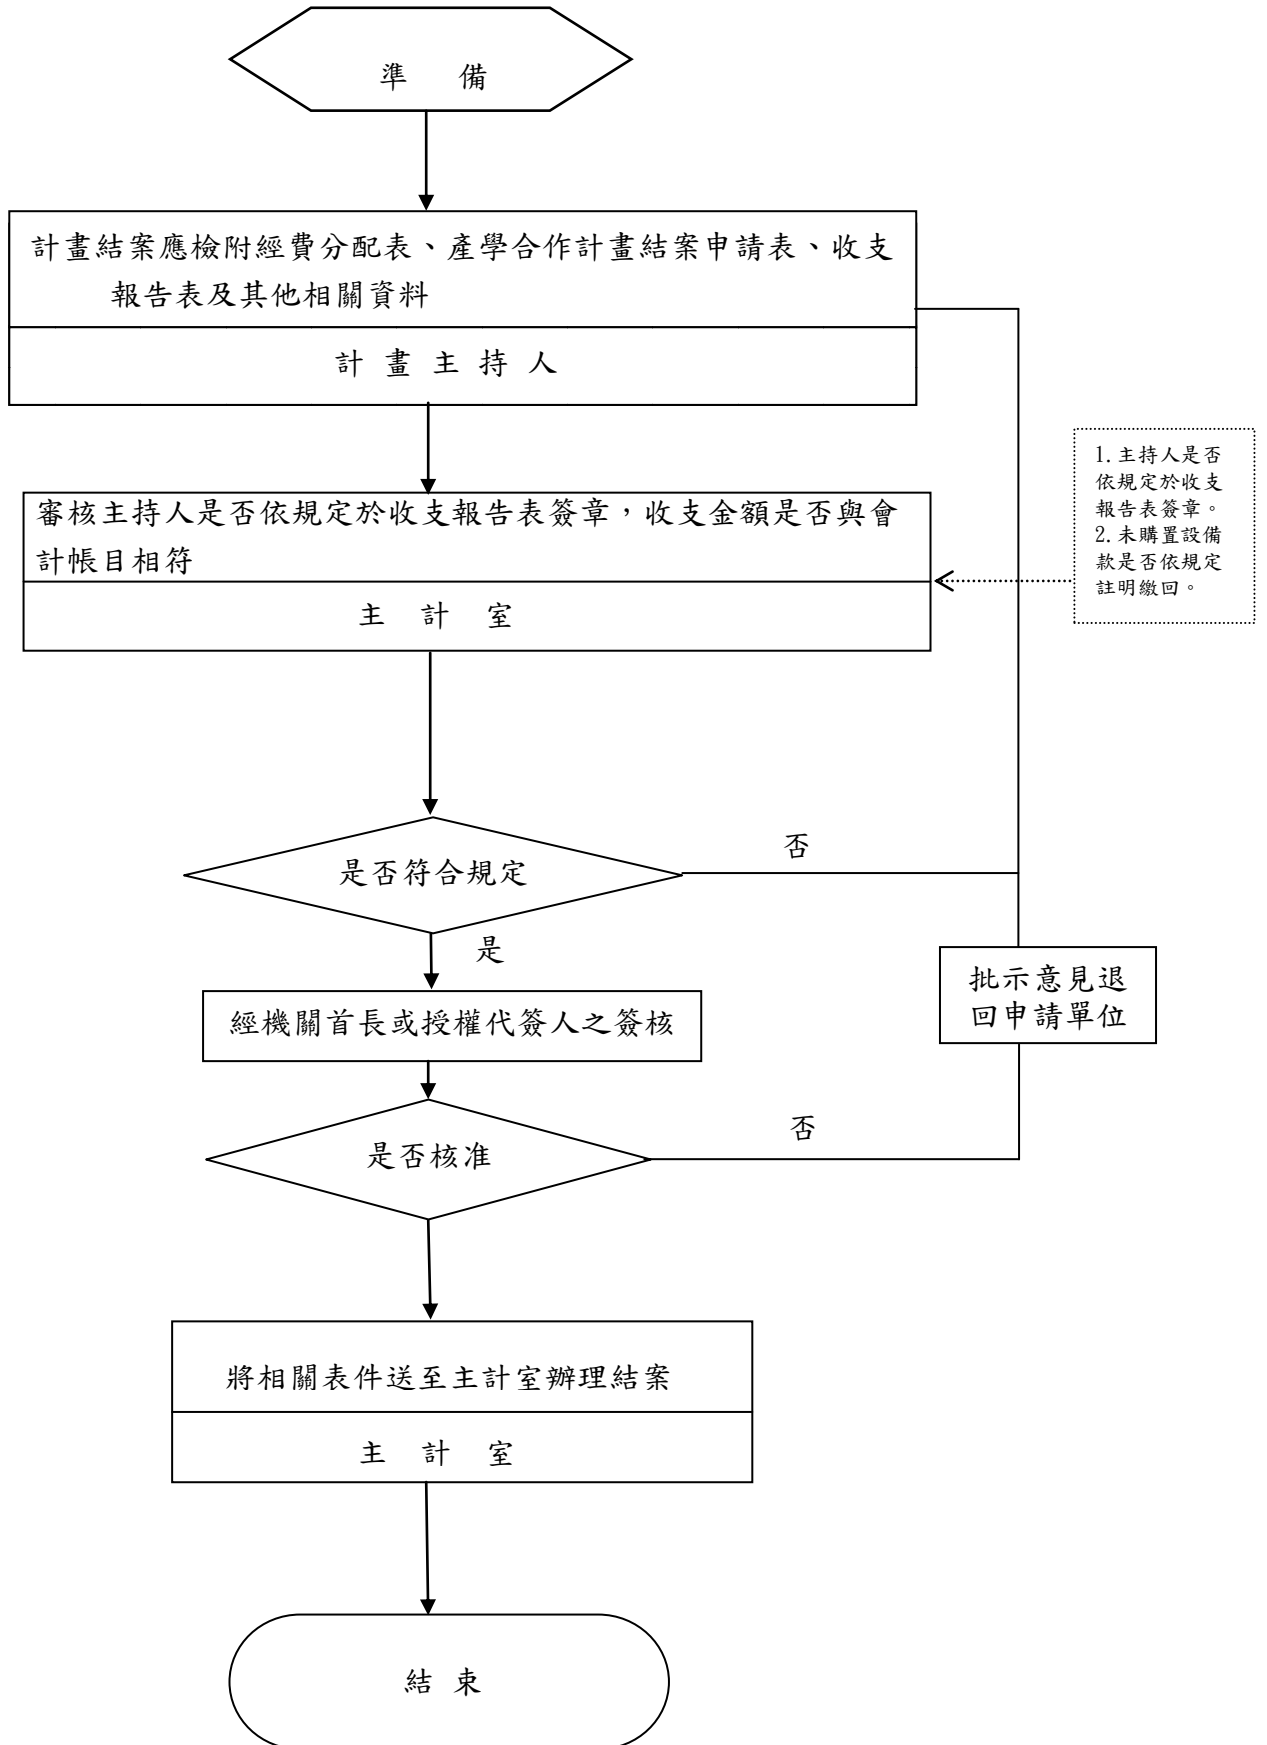 準 備
計畫結案應檢附經費分配表、產學合作計畫結案申請表、收支
報告表及其他相關資料
計 畫 主 持 人
1.主持人是否
依規定於收支
報告表簽章。
2.未購置設備
款是否依規定
註明繳回。
審核主持人是否依規定於收支報告表簽章，收支金額是否與會
計帳目相符
主 計 室
是否符合規定
否
是
批示意見退
回申請單位
經機關首長或授權代簽人之簽核
是否核准
否
將相關表件送至主計室辦理結案
主 計 室
結 束